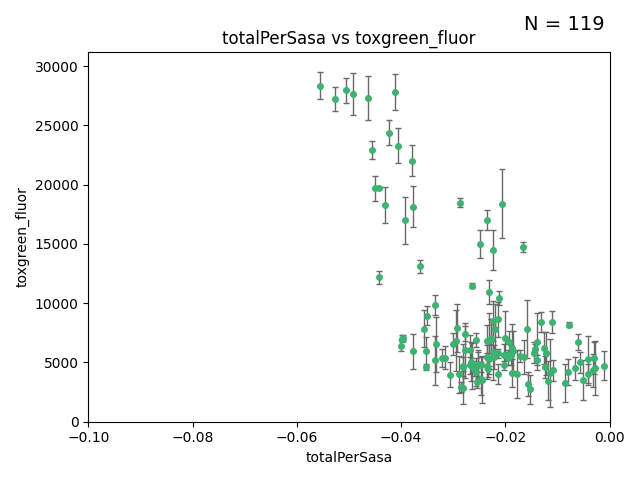 N = 119
totalPerSasa vs toxgreen_fluor
30000
25000
20000
15000
10000
5000
0
toxgreen_fluor
−0.10 −0.08 −0.06 −0.04 −0.02 0.00
totalPerSasa